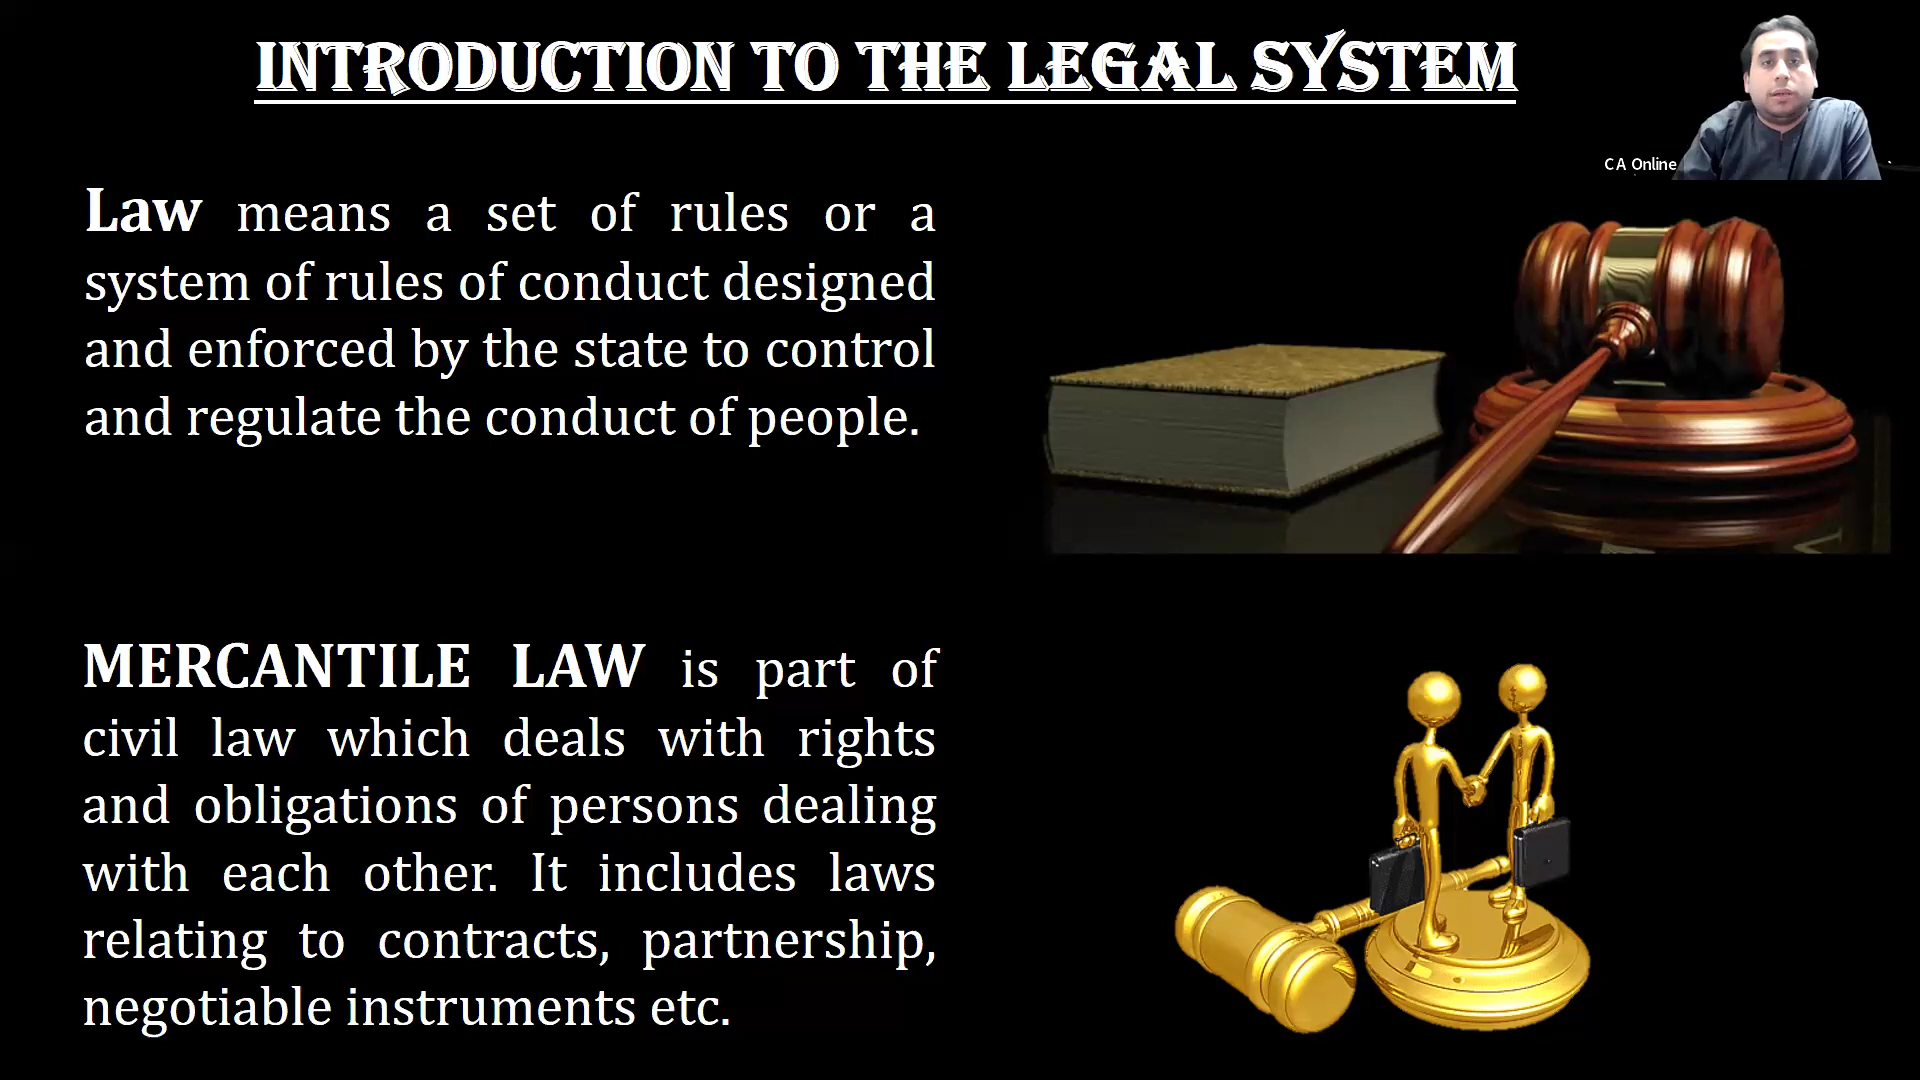 INTRODUCTION TO THE LEGAL SYSTEM
C A Online
Law means a set of rules or a
system of rules of conduct designed
and enforced by the state to control
and regulate the conduct of people.
MERCANTILE LAW is part of
civil law which deals with rights
and obligations of persons dealing
with each other. It includes laws
relating to contracts, partnership,
negotiable instruments etc.